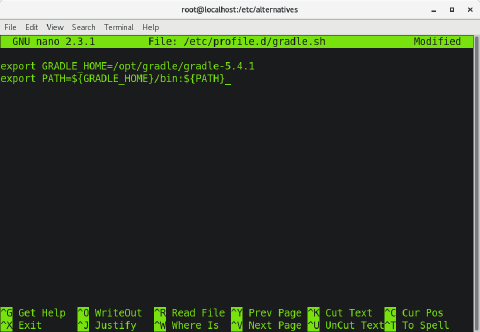 root@localhost:/etc/alternatives
File Edit View Search Terminal Help
GNU nano 2.3.1 File: /etc/profile.d/gradle.sh Modified
export GRADLE_HOME=/opt/gradle/gradle-5.4.1
export PATH=${GRADLE_HOME}/bin:${PATH}
^G Get Help ^O WriteOut ^R Read File ^Y Prev Page ^K Cut Text ^C Cur Pos
^X Exit ^J Justify ^W Where Is ^V Next Page ^U UnCut Text ^T To Spell